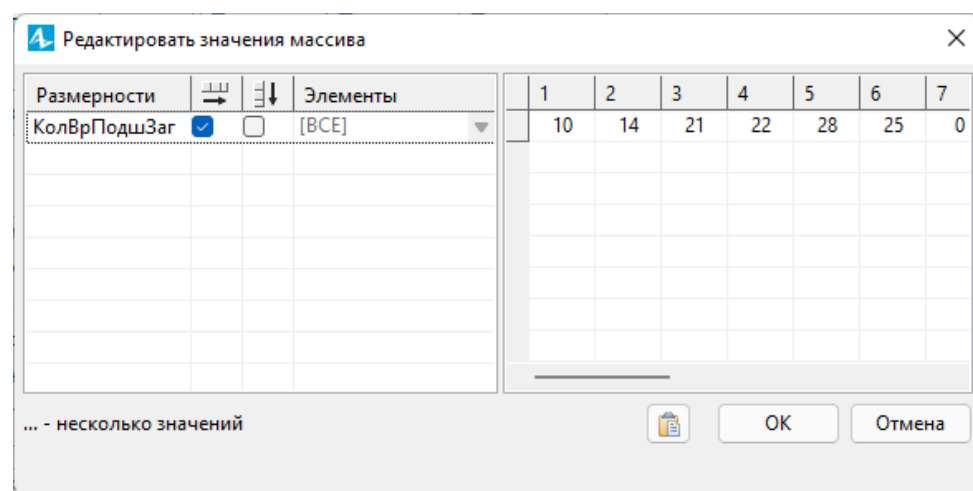 Редактировать значения массива
Размерности Элементы 1 2 3 4 5 6 7
КолВрПодшЗаг [ВСЕ] 10 14 21 22 28 25 0
... - несколько значений OK Отмена